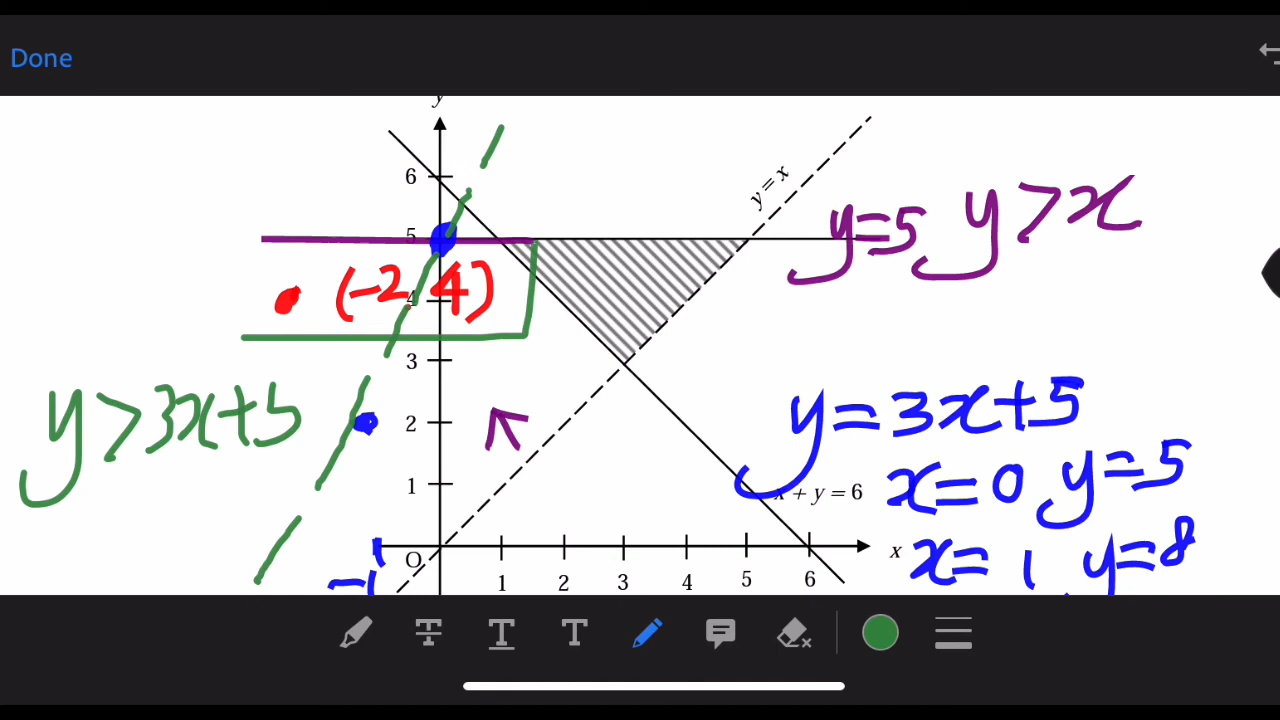 Done
y
6
y = x
y=5 y>x
5
(-2 4)
4
3
y>3x+5
2
y=3x+5
1
x + y = 6
x=0 y=5
O
x
x=1 y=8
-1
1 2 3 4 5 6
T T T